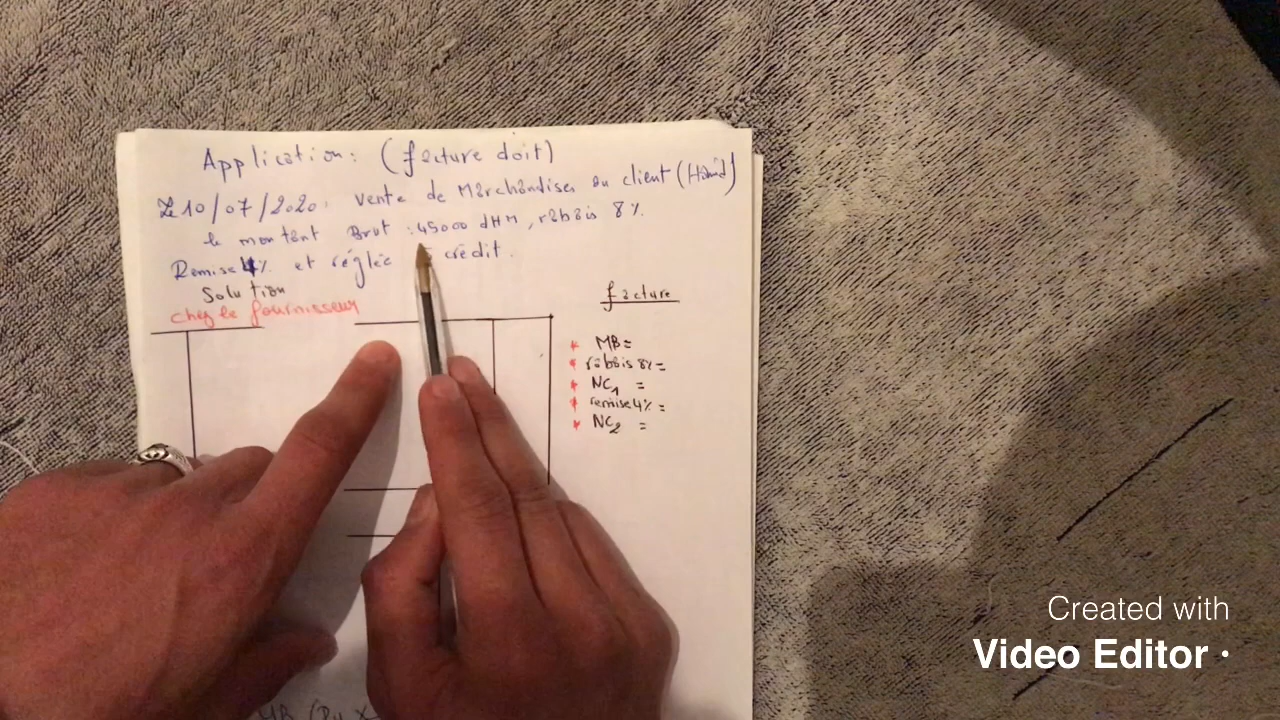 Application: (facture doit)
Le 10/07/2020: vente de Marchandises au client (Hamid)
le montant Brut : 45000 dHM, rabais 8%.
Remise 4% et réglée crédit.
Solution
chez le fournisseur
facture
* MB =
* rabais 8% =
* NC1 =
* remise 4% =
* NC2 =
MB
Created with
Video Editor •